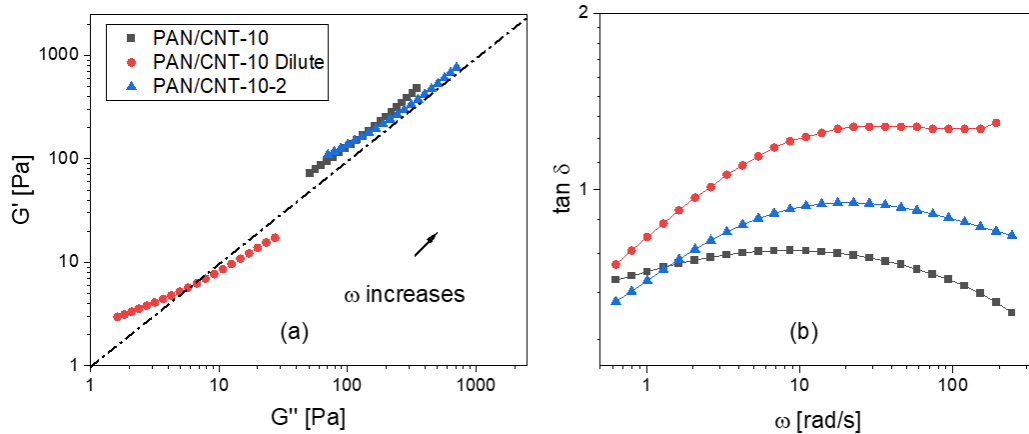 PAN/CNT-10
PAN/CNT-10 Dilute
PAN/CNT-10-2
1000
100
10
1
G' [Pa]
1 10 100 1000
G'' [Pa]
ω increases
(a)
2
1
tan δ
1 10 100
ω [rad/s]
(b)